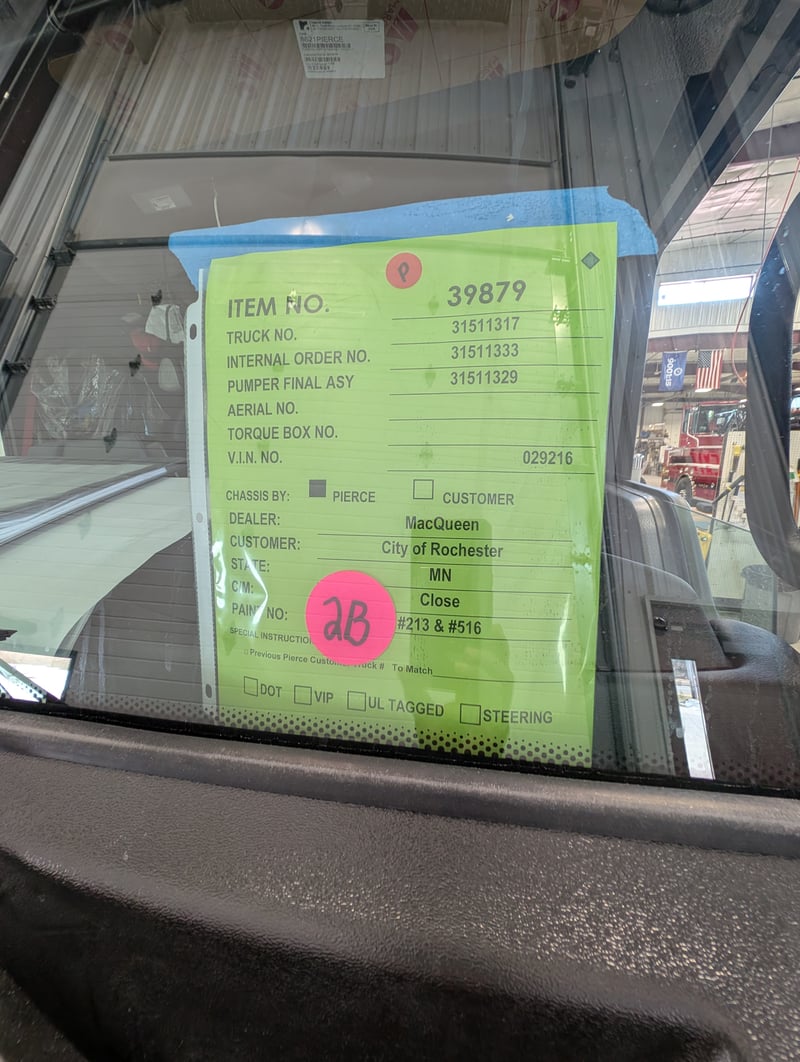 8621PIERCE
P
ITEM NO. 39879
TRUCK NO. 31511317
INTERNAL ORDER NO. 31511333
PUMPER FINAL ASY 31511329
AERIAL NO.
TORQUE BOX NO.
V.I.N. NO. 029216
CHASSIS BY: PIERCE CUSTOMER
DEALER: MacQueen
CUSTOMER: City of Rochester
STATE: MN
C/M: Close
PAINT NO: #213 & #516
2B
SPECIAL INSTRUCTION
Previous Pierce Truck # To Match
DOT VIP UL TAGGED STEERING